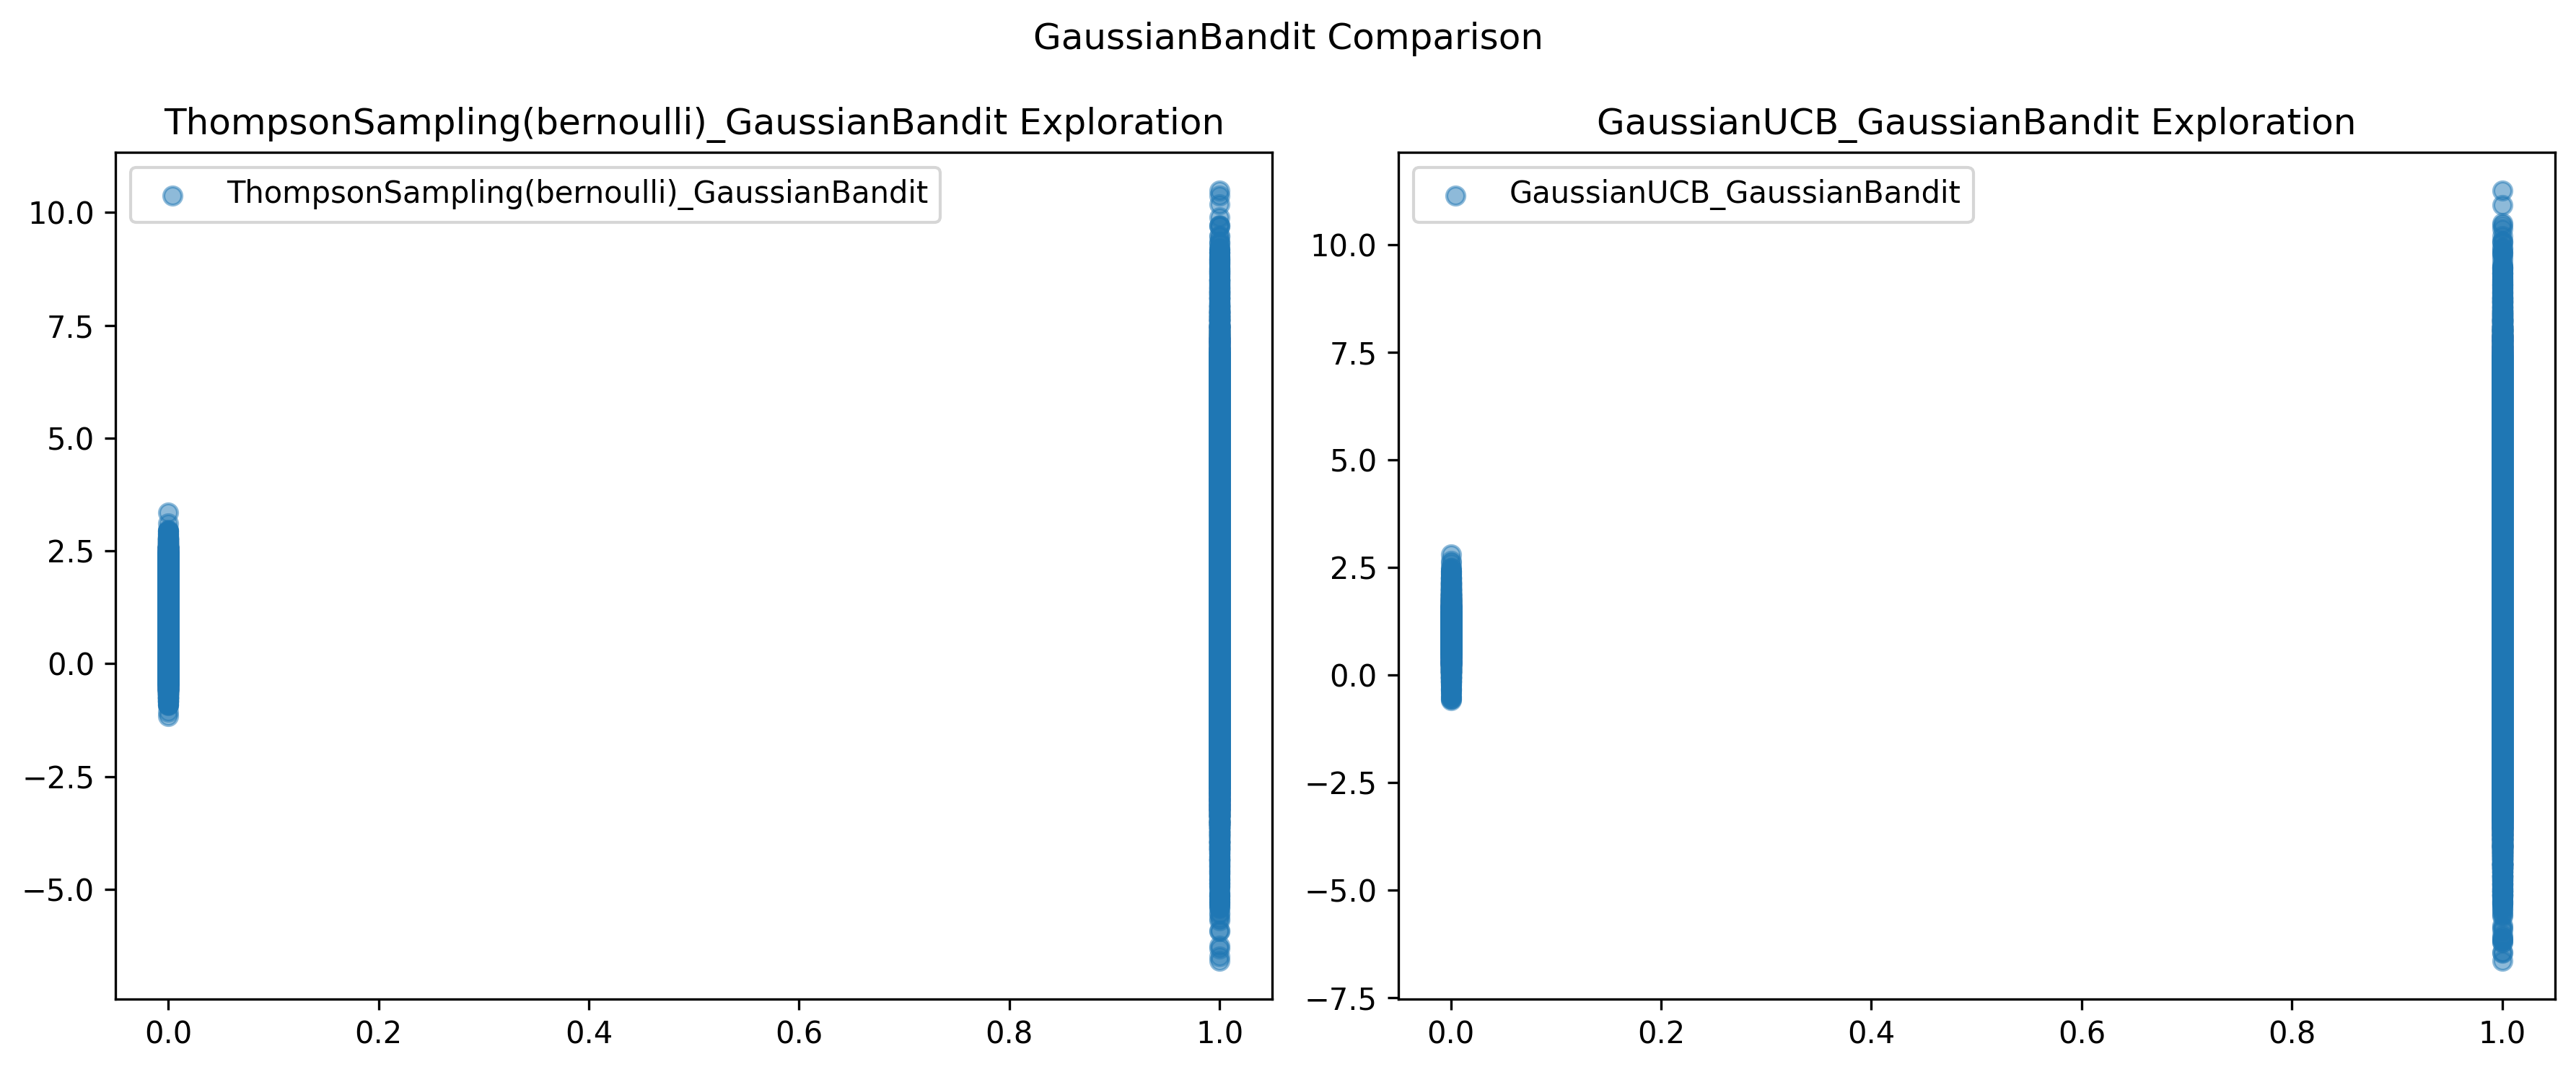 GaussianBandit Comparison
ThompsonSampling(bernoulli)_GaussianBandit Exploration
ThompsonSampling(bernoulli)_GaussianBandit
10.0
7.5
5.0
2.5
0.0
−2.5
−5.0
0.0 0.2 0.4 0.6 0.8 1.0
GaussianUCB_GaussianBandit Exploration
GaussianUCB_GaussianBandit
10.0
7.5
5.0
2.5
0.0
−2.5
−5.0
−7.5
0.0 0.2 0.4 0.6 0.8 1.0